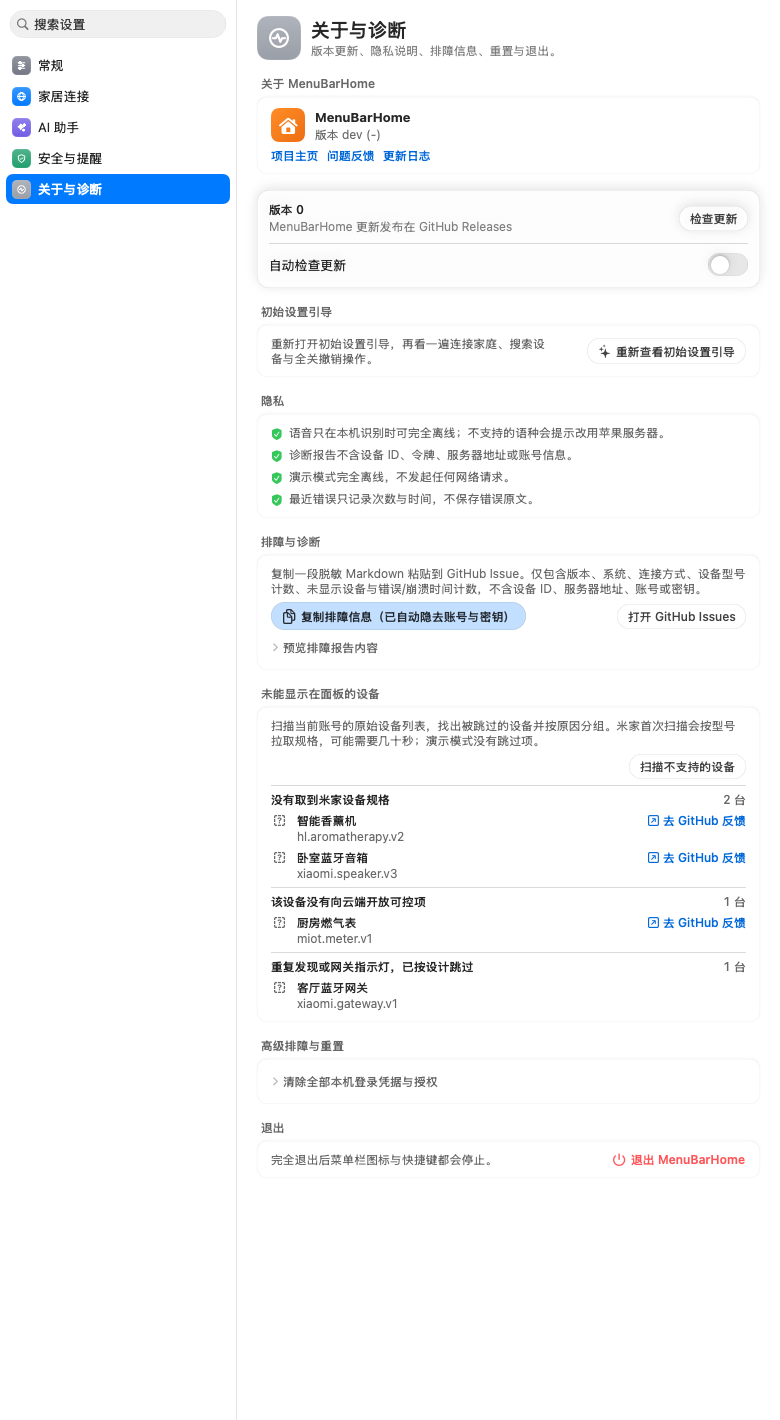 搜索设置
常规
家居连接
AI 助手
安全与提醒
关于与诊断
关于与诊断
版本更新、隐私说明、排障信息、重置与退出。
关于 MenuBarHome
MenuBarHome
版本 dev (-)
项目主页 问题反馈 更新日志
版本 0
MenuBarHome 更新发布在 GitHub Releases
检查更新
自动检查更新
初始设置引导
重新打开初始设置引导，再看一遍连接家庭、搜索设
备与全关撤销操作。
重新查看初始设置引导
隐私
语音只在本机识别时可完全离线；不支持的语种会提示改用苹果服务器。
诊断报告不含设备 ID、令牌、服务器地址或账号信息。
演示模式完全离线，不发起任何网络请求。
最近错误只记录次数与时间，不保存错误原文。
排障与诊断
复制一段脱敏 Markdown 粘贴到 GitHub Issue。仅包含版本、系统、连接方式、设备型号
计数、未显示设备与错误/崩溃时间计数，不含设备 ID、服务器地址、账号或密钥。
复制排障信息（已自动隐去账号与密钥）
打开 GitHub Issues
预览排障报告内容
未能显示在面板的设备
扫描当前账号的原始设备列表，找出被跳过的设备并按原因分组。米家首次扫描会按型号
拉取规格，可能需要几十秒；演示模式没有跳过项。
扫描不支持的设备
没有取到米家设备规格 2 台
智能香薰机 去 GitHub 反馈
hl.aromatherapy.v2
卧室蓝牙音箱 去 GitHub 反馈
xiaomi.speaker.v3
该设备没有向云端开放可控项 1 台
厨房燃气表 去 GitHub 反馈
miot.meter.v1
重复发现或网关指示灯，已按设计跳过 1 台
客厅蓝牙网关
xiaomi.gateway.v1
高级排障与重置
清除全部本机登录凭据与授权
退出
完全退出后菜单栏图标与快捷键都会停止。
退出 MenuBarHome